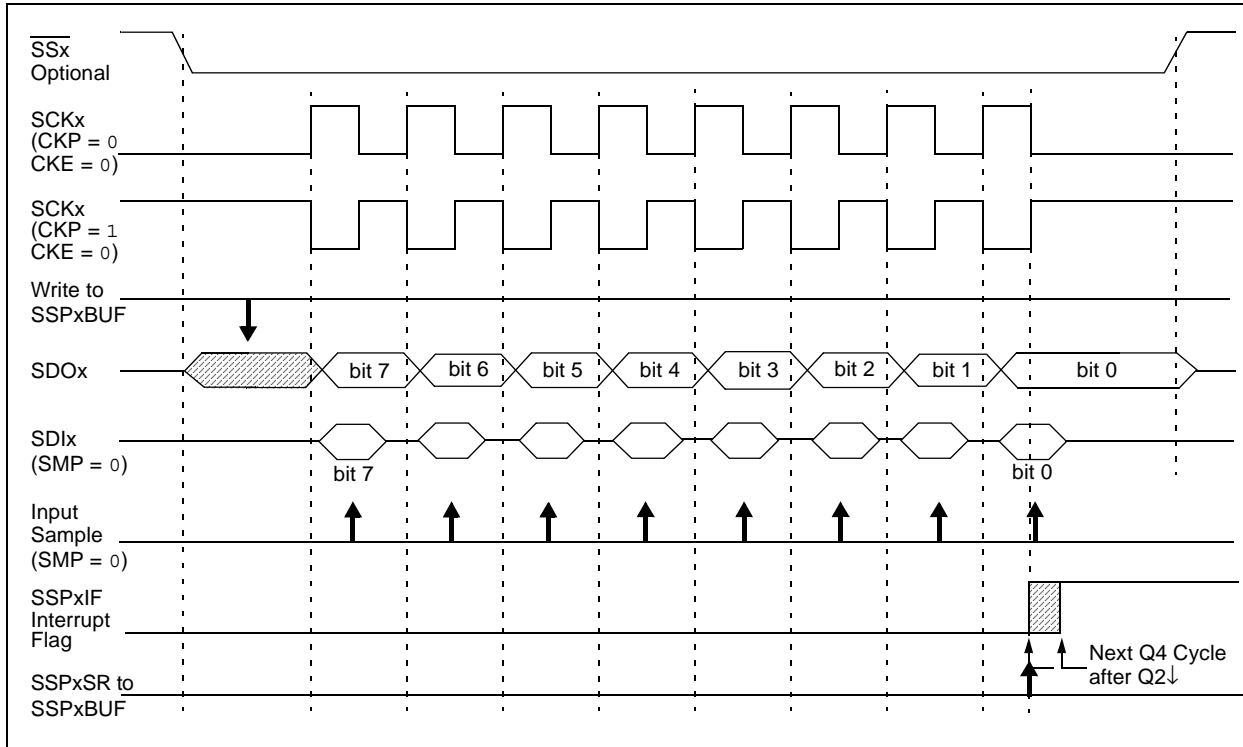 SSx
Optional
SCKx
(CKP = 0
CKE = 0)
SCKx
(CKP = 1
CKE = 0)
Write to
SSPxBUF
SDOx
bit 7
bit 6
bit 5
bit 4
bit 3
bit 2
bit 1
bit 0
SDIx
(SMP = 0)
bit 7
bit 0
Input
Sample
(SMP = 0)
SSPxIF
Interrupt
Flag
Next Q4 Cycle
after Q2↓
SSPxSR to
SSPxBUF